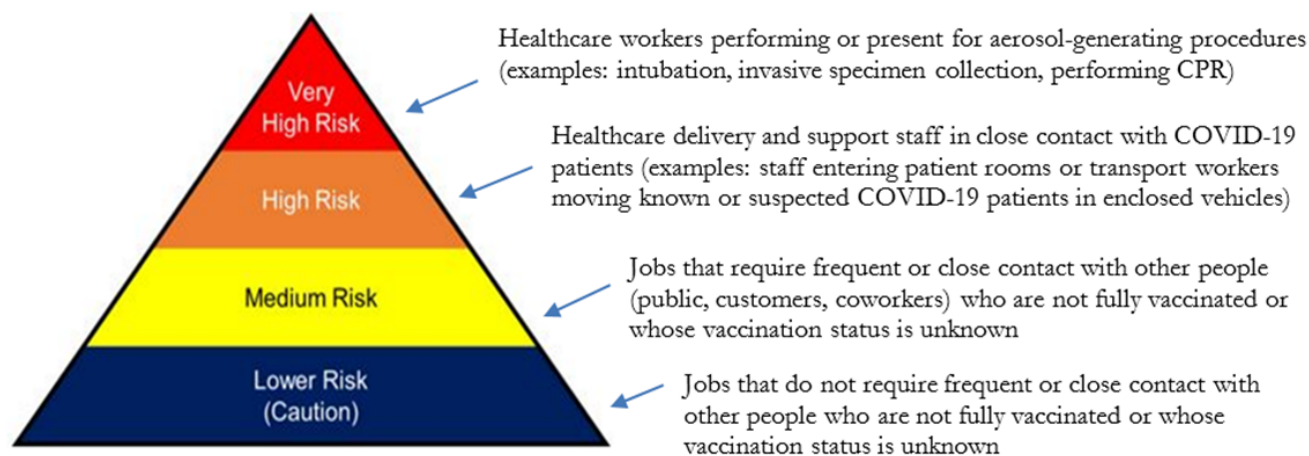 Very
High Risk
Healthcare workers performing or present for aerosol-generating procedures
(examples: intubation, invasive specimen collection, performing CPR)
High Risk
Healthcare delivery and support staff in close contact with COVID-19
patients (examples: staff entering patient rooms or transport workers
moving known or suspected COVID-19 patients in enclosed vehicles)
Medium Risk
Jobs that require frequent or close contact with other people
(public, customers, coworkers) who are not fully vaccinated or
whose vaccination status is unknown
Lower Risk
(Caution)
Jobs that do not require frequent or close contact with
other people who are not fully vaccinated or whose
vaccination status is unknown